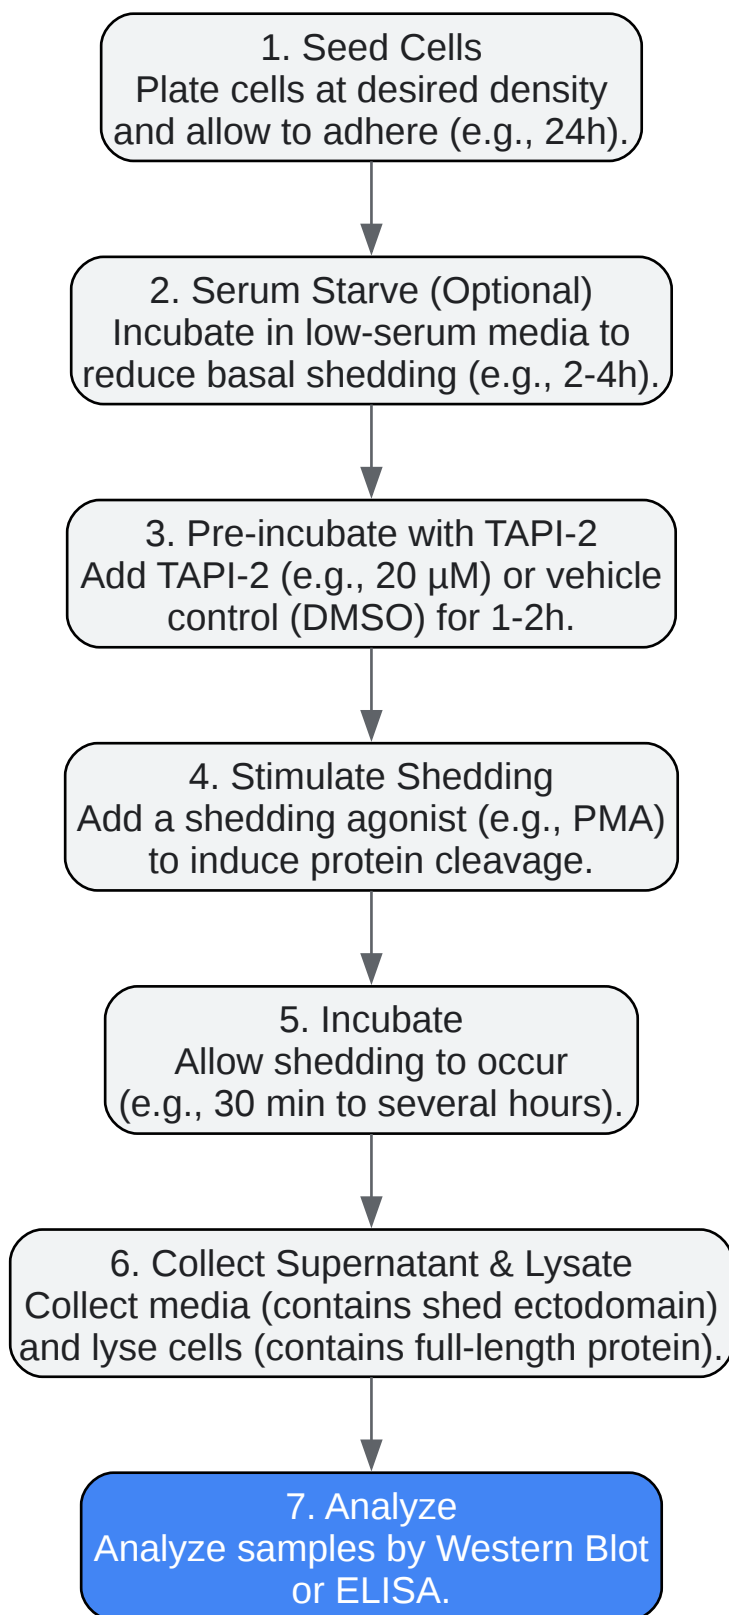 1. Seed Cells
Plate cells at desired density
and allow to adhere (e.g., 24h).
2. Serum Starve (Optional)
Incubate in low-serum media to
reduce basal shedding (e.g., 2-4h).
3. Pre-incubate with TAPI-2
Add TAPI-2 (e.g., 20 µM) or vehicle
control (DMSO) for 1-2h.
4. Stimulate Shedding
Add a shedding agonist (e.g., PMA)
to induce protein cleavage.
5. Incubate
Allow shedding to occur
(e.g., 30 min to several hours).
6. Collect Supernatant & Lysate
Collect media (contains shed ectodomain)
and lyse cells (contains full-length protein).
7. Analyze
Analyze samples by Western Blot
or ELISA.